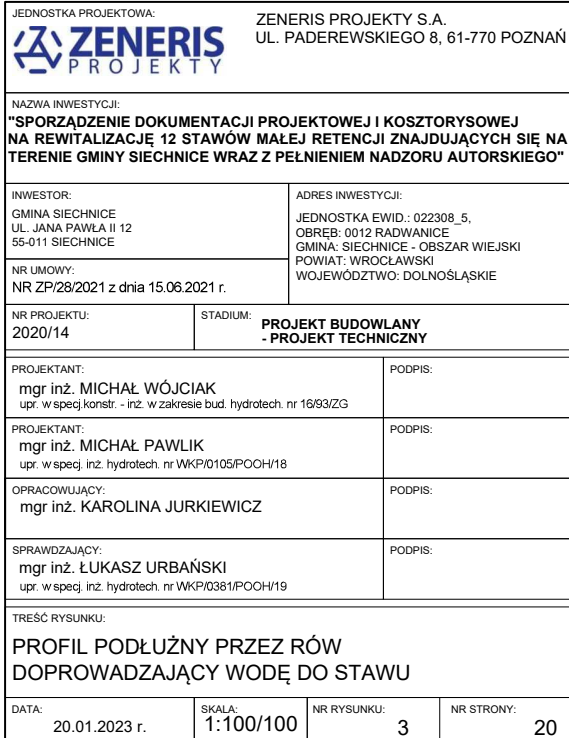 JEDNOSTKA PROJEKTOWA:
ZENERIS
PROJEKTY
ZENERIS PROJEKTY S.A.
UL. PADEREWSKIEGO 8, 61-770 POZNAŃ
NAZWA INWESTYCJI:
"SPORZĄDZENIE DOKUMENTACJI PROJEKTOWEJ I KOSZTORYSOWEJ
NA REWITALIZACJĘ 12 STAWÓW MAŁEJ RETENCJI ZNAJDUJĄCYCH SIĘ NA
TERENIE GMINY SIECHNICE WRAZ Z PEŁNIENIEM NADZORU AUTORSKIEGO"
INWESTOR:
GMINA SIECHNICE
UL. JANA PAWŁA II 12
55-011 SIECHNICE
ADRES INWESTYCJI:
JEDNOSTKA EWID.: 022308_5,
OBRĘB: 0012 RADWANICE
GMINA: SIECHNICE - OBSZAR WIEJSKI
POWIAT: WROCŁAWSKI
WOJEWÓDZTWO: DOLNOŚLĄSKIE
NR UMOWY:
NR ZP/28/2021 z dnia 15.06.2021 r.
NR PROJEKTU:
2020/14
STADIUM:
PROJEKT BUDOWLANY
- PROJEKT TECHNICZNY
PROJEKTANT:
mgr inż. MICHAŁ WÓJCIAK
upr. w specj.konstr. - inż. w zakresie bud. hydrotech. nr 16/93/ZG
PODPIS:
PROJEKTANT:
mgr inż. MICHAŁ PAWLIK
upr. w specj. inż. hydrotech. nr WKP/0105/POOH/18
PODPIS:
OPRACOWUJĄCY:
mgr inż. KAROLINA JURKIEWICZ
PODPIS:
SPRAWDZAJĄCY:
mgr inż. ŁUKASZ URBAŃSKI
upr. w specj. inż. hydrotech. nr WKP/0381/POOH/19
PODPIS:
TREŚĆ RYSUNKU:
PROFIL PODŁUŻNY PRZEZ RÓW
DOPROWADZAJĄCY WODĘ DO STAWU
DATA:
20.01.2023 r.
SKALA:
1:100/100
NR RYSUNKU:
3
NR STRONY:
20